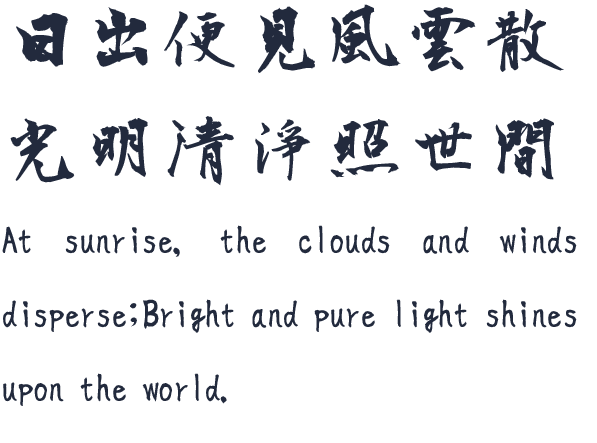 日出便見風雲散
光明清淨照世間
At sunrise, the clouds and winds
disperse;Bright and pure light shines
upon the world.